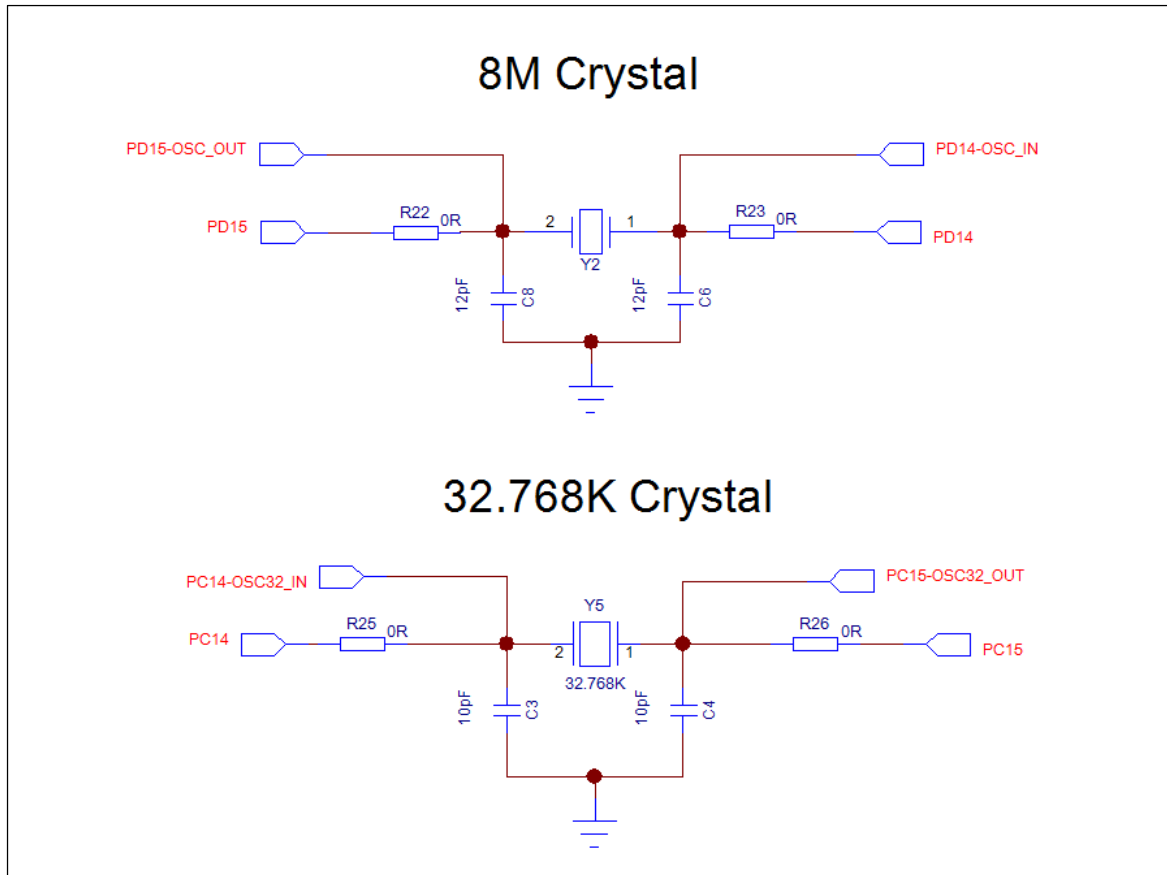 8M Crystal
PD15-OSC_OUT
PD14-OSC_IN
R22
0R
R23
0R
PD15
2
1
PD14
Y2
12pF
C8
12pF
C6
32.768K Crystal
PC14-OSC32_IN
PC15-OSC32_OUT
Y5
R25
0R
R26
0R
PC14
2
1
PC15
32.768K
10pF
C3
10pF
C4